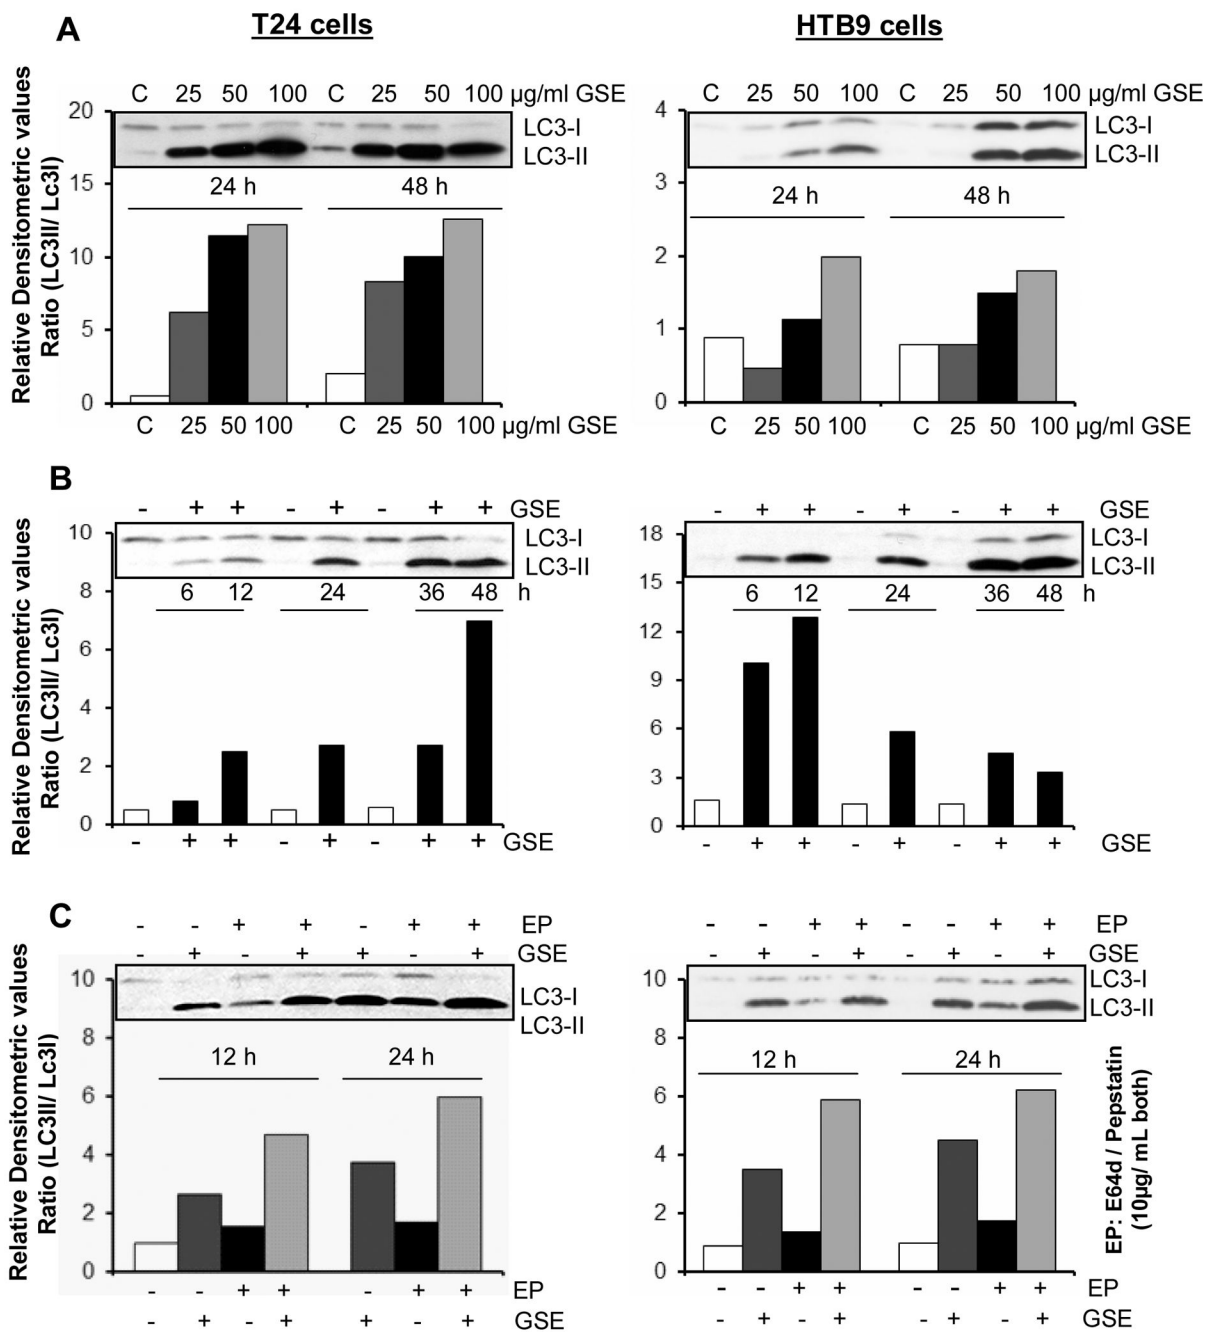 A
T24 cells
HTB9 cells
Relative Densitometric values
Ratio (LC3II/ Lc3I)
C 25 50 100 C 25 50 100 µg/ml GSE
20
15
10
5
0
LC3-I
LC3-II
24 h 48 h
C 25 50 100 C 25 50 100 µg/ml GSE
C 25 50 100 C 25 50 100 µg/ml GSE
4
3
2
1
0
LC3-I
LC3-II
24 h 48 h
C 25 50 100 C 25 50 100 µg/ml GSE
B
Relative Densitometric values
Ratio (LC3II/ Lc3I)
- + + - + - + + GSE
10
8
6
4
2
0
LC3-I
LC3-II
6 12 24 36 48 h
- + + - + - + + GSE
- + + - + - + + GSE
18
15
12
9
6
3
0
LC3-I
LC3-II
6 12 24 36 48 h
- + + - + - + + GSE
C
Relative Densitometric values
Ratio (LC3II/ Lc3I)
- - + + - + + EP
- + - + + - + GSE
10
8
6
4
2
0
LC3-I
LC3-II
12 h 24 h
- + + - + + EP
- + - + + - + GSE
- - + + - - + + EP
- + - + - + - + GSE
10
8
6
4
2
0
LC3-I
LC3-II
12 h 24 h
- - + + - - + + EP
- + - + - + - + GSE
EP: E64d / Pepstatin
(10µg/ mL both)